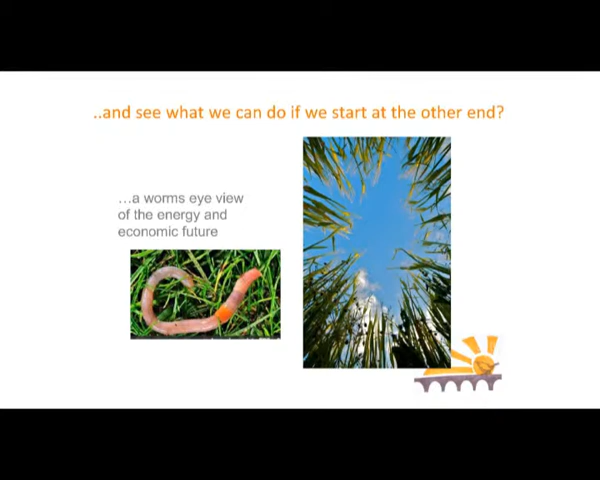 ..and see what we can do if we start at the other end?
...a worms eye view
of the energy and
economic future